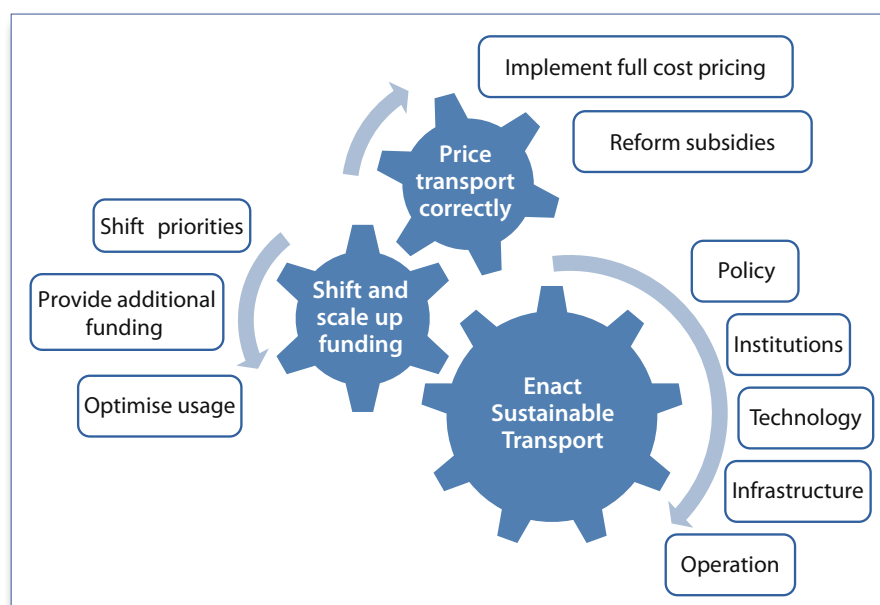 Implement full cost pricing
Reform subsidies
Price
transport
correctly
Shift priorities
Provide additional
funding
Optimise usage
Shift and
scale up
funding
Policy
Institutions
Technology
Infrastructure
Operation
Enact
Sustainable
Transport